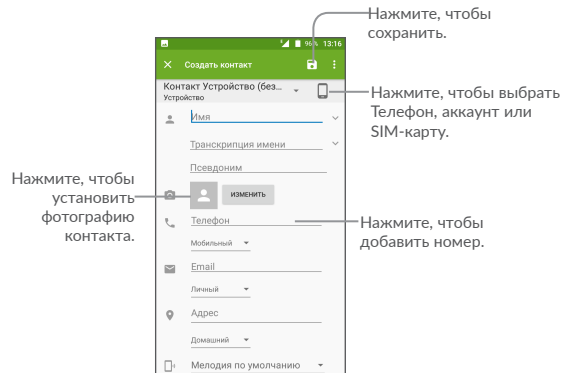 Нажмите, чтобы
сохранить.
96% 13:16
Создать контакт
Контакт Устройство (без...
Устройство
Нажмите, чтобы выбрать
Телефон, аккаунт или
SIM-карту.
Имя
Транскрипция имени
Псевдоним
Нажмите, чтобы
установить
фотографию
контакта.
ИЗМЕНИТЬ
Телефон
Нажмите, чтобы
добавить номер.
Мобильный
Email
Личный
Адрес
Домашний
Мелодия по умолчанию